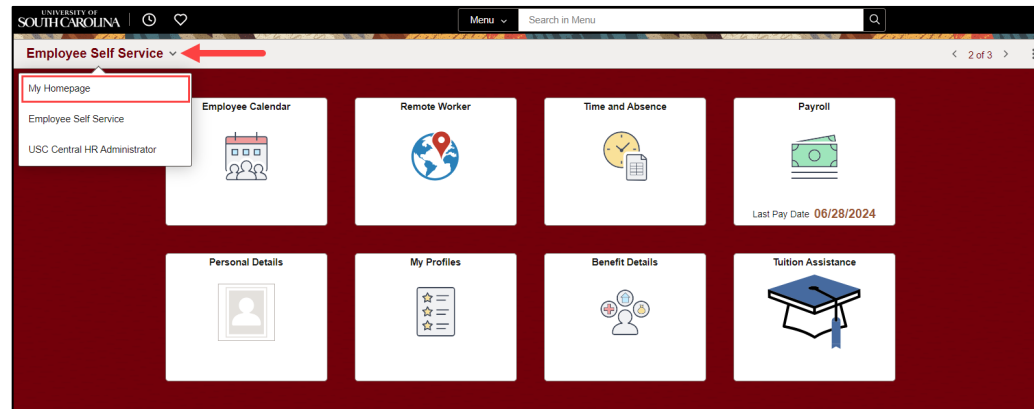 UNIVERSITY OF
SOUTH CAROLINA
Menu
Search in Menu
Employee Self Service
2 of 3
My Homepage
Employee Self Service
USC Central HR Administrator
Employee Calendar
Remote Worker
Time and Absence
Payroll
Last Pay Date 06/28/2024
Personal Details
My Profiles
Benefit Details
Tuition Assistance